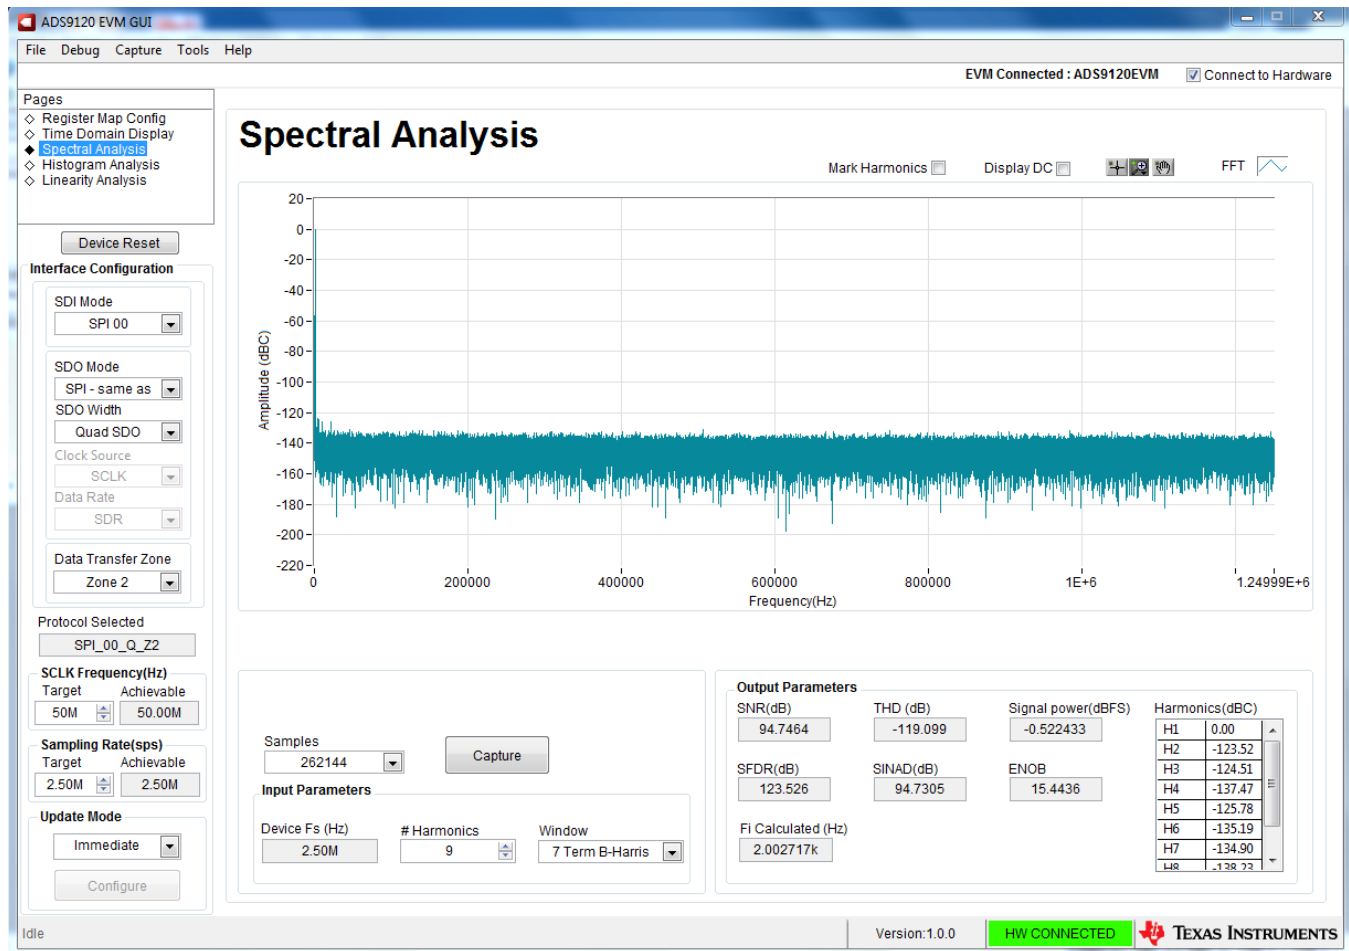 ADS9120 EVM GUI
File Debug Capture Tools Help
EVM Connected : ADS9120EVM Connect to Hardware
Pages
Register Map Config
Time Domain Display
Spectral Analysis
Histogram Analysis
Linearity Analysis
Device Reset
Interface Configuration
SDI Mode
SPI 00
SDO Mode
SPI - same as
SDO Width
Quad SDO
Clock Source
SCLK
Data Rate
SDR
Data Transfer Zone
Zone 2
Protocol Selected
SPI_00_Q_Z2
SCLK Frequency(Hz)
Target Achievable
50M 50.00M
Sampling Rate(sps)
Target Achievable
2.50M 2.50M
Update Mode
Immediate
Configure
Spectral Analysis
Mark Harmonics Display DC FFT
20
0
-20
-40
-60
-80
-100
-120
-140
-160
-180
-200
-220
Amplitude (dBC)
0 200000 400000 600000 800000 1E+6 1.24999E+6
Frequency(Hz)
Samples
262144
Capture
Input Parameters
Device Fs (Hz) # Harmonics Window
2.50M 9 7 Term B-Harris
Output Parameters
SNR(dB) THD (dB) Signal power(dBFS) Harmonics(dBC)
94.7464 -119.099 -0.522433
SFDR(dB) SINAD(dB) ENOB
123.526 94.7305 15.4436
Fi Calculated (Hz)
2.002717k
H1 0.00
H2 -123.52
H3 -124.51
H4 -137.47
H5 -125.78
H6 -135.19
H7 -134.90
H8 -138.23
Idle Version:1.0.0 HW CONNECTED TEXAS INSTRUMENTS